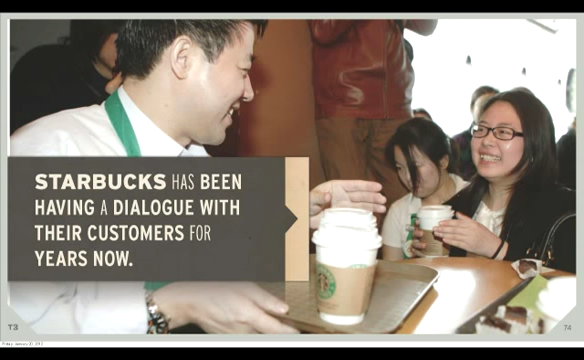 STARBUCKS HAS BEEN
HAVING A DIALOGUE WITH
THEIR CUSTOMERS FOR
YEARS NOW.
T3
74